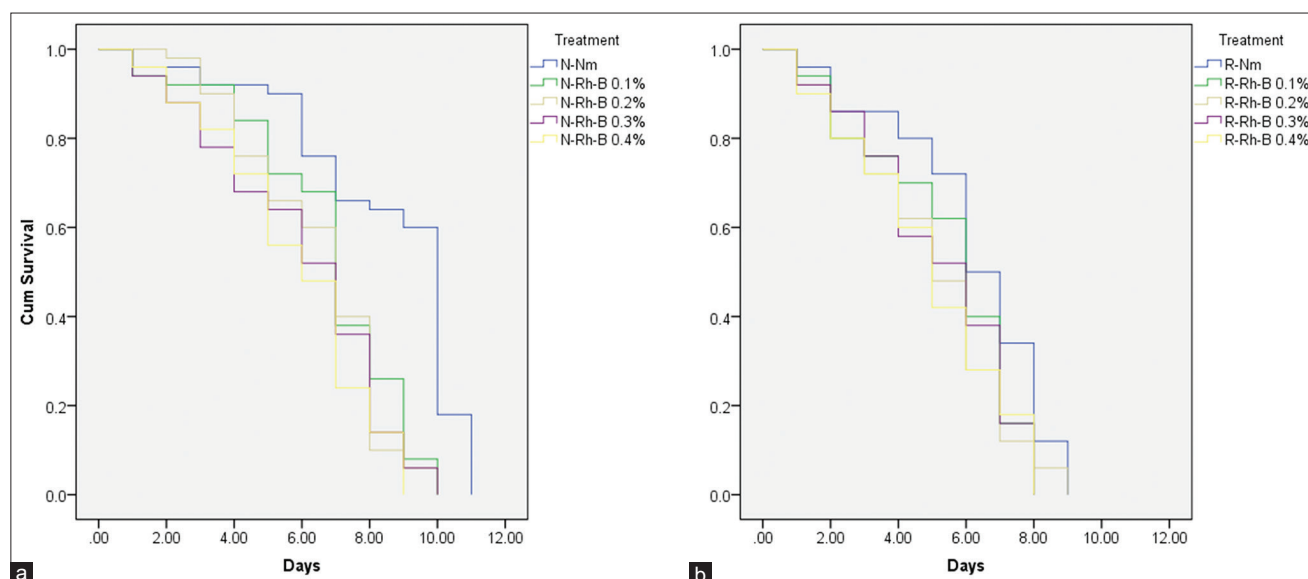 Treatment
N-Nm
N-Rh-B 0.1%
N-Rh-B 0.2%
N-Rh-B 0.3%
N-Rh-B 0.4%
1.0
0.8
0.6
0.4
0.2
0.0
Cum Survival
.00 2.00 4.00 6.00 8.00 10.00 12.00
Days
a
Treatment
R-Nm
R-Rh-B 0.1%
R-Rh-B 0.2%
R-Rh-B 0.3%
R-Rh-B 0.4%
1.0
0.8
0.6
0.4
0.2
0.0
.00 2.00 4.00 6.00 8.00 10.00 12.00
Days
b